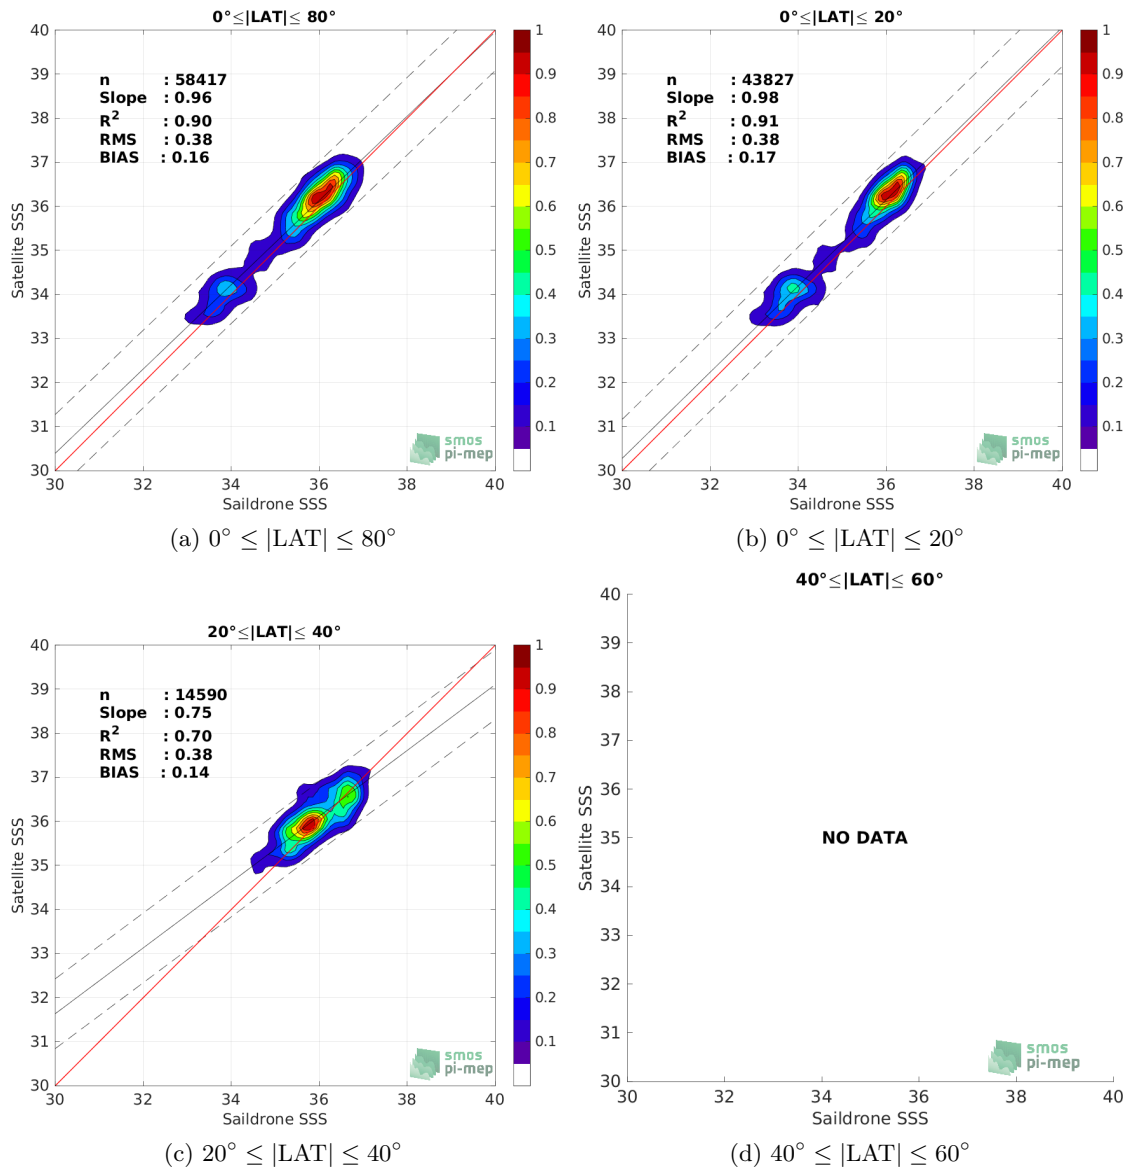 0°≤|LAT|≤ 80°
40
39
38
37
36
35
34
33
32
31
30
Satellite SSS
n : 58417
Slope : 0.96
R² : 0.90
RMS : 0.38
BIAS : 0.16
smos
pi-mep
30 32 34 36 38 40
Saildrone SSS
1
0.9
0.8
0.7
0.6
0.5
0.4
0.3
0.2
0.1
(a) 0° ≤ |LAT| ≤ 80°
0°≤|LAT|≤ 20°
40
39
38
37
36
35
34
33
32
31
30
Satellite SSS
n : 43827
Slope : 0.98
R² : 0.91
RMS : 0.38
BIAS : 0.17
smos
pi-mep
30 32 34 36 38 40
Saildrone SSS
1
0.9
0.8
0.7
0.6
0.5
0.4
0.3
0.2
0.1
(b) 0° ≤ |LAT| ≤ 20°
20°≤|LAT|≤ 40°
40
39
38
37
36
35
34
33
32
31
30
Satellite SSS
n : 14590
Slope : 0.75
R² : 0.70
RMS : 0.38
BIAS : 0.14
smos
pi-mep
30 32 34 36 38 40
Saildrone SSS
1
0.9
0.8
0.7
0.6
0.5
0.4
0.3
0.2
0.1
(c) 20° ≤ |LAT| ≤ 40°
40°≤|LAT|≤ 60°
40
39
38
37
36
35
34
33
32
31
30
Satellite SSS
NO DATA
smos
pi-mep
30 32 34 36 38 40
Saildrone SSS
(d) 40° ≤ |LAT| ≤ 60°